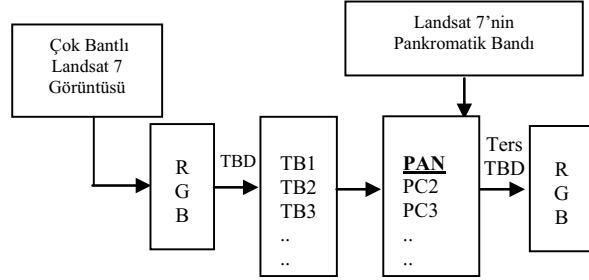 Çok Bantlı
Landsat 7
Görüntüsü
Landsat 7’nin
Pankromatik Bandı
R
G
B
TBD
TB1
TB2
TB3
..
..
PAN
PC2
PC3
..
..
Ters
TBD
R
G
B